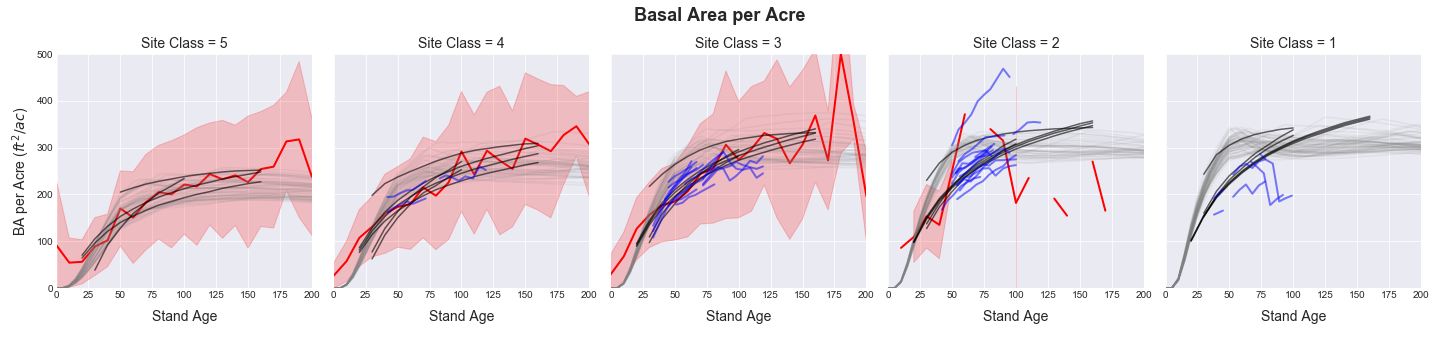 Basal Area per Acre
Site Class = 5
Site Class = 4
Site Class = 3
Site Class = 2
Site Class = 1
BA per Acre (ft²/ac)
500
400
300
200
100
0
0 25 50 75 100 125 150 175 200
0 25 50 75 100 125 150 175 200
0 25 50 75 100 125 150 175 200
0 25 50 75 100 125 150 175 200
0 25 50 75 100 125 150 175 200
Stand Age
Stand Age
Stand Age
Stand Age
Stand Age